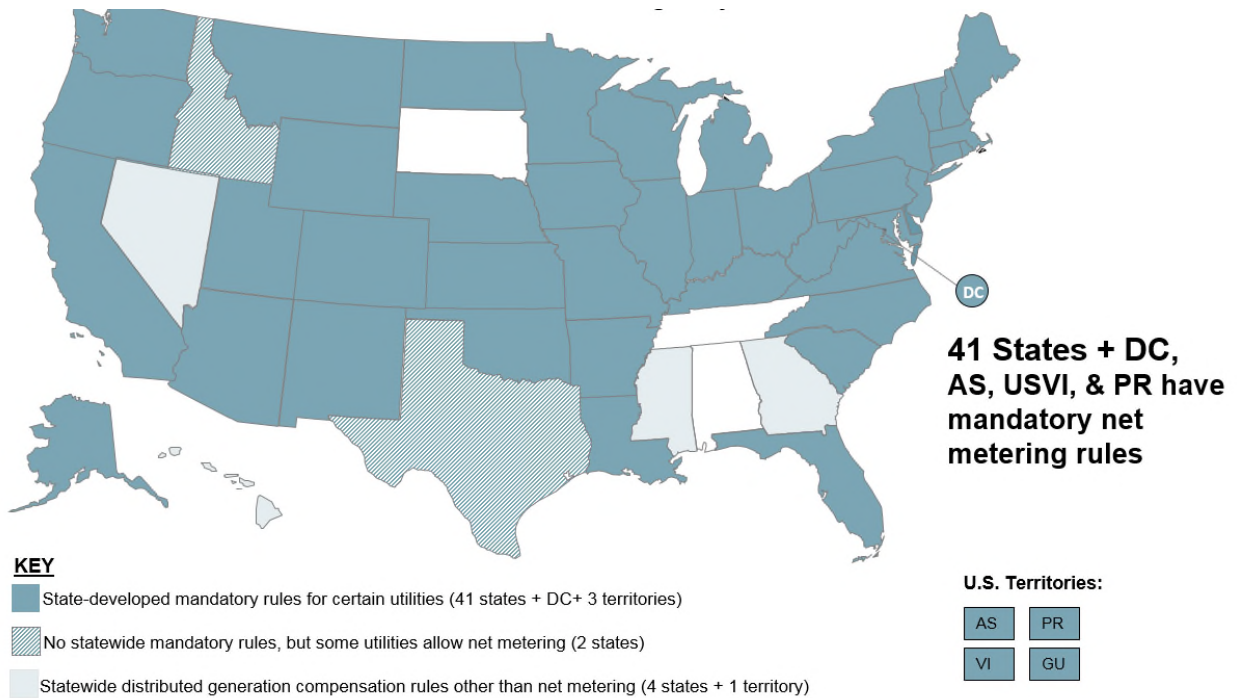 DC
41 States + DC,
AS, USVI, & PR have
mandatory net
metering rules
KEY
State-developed mandatory rules for certain utilities (41 states + DC+ 3 territories)
No statewide mandatory rules, but some utilities allow net metering (2 states)
Statewide distributed generation compensation rules other than net metering (4 states + 1 territory)
U.S. Territories:
AS PR
VI GU